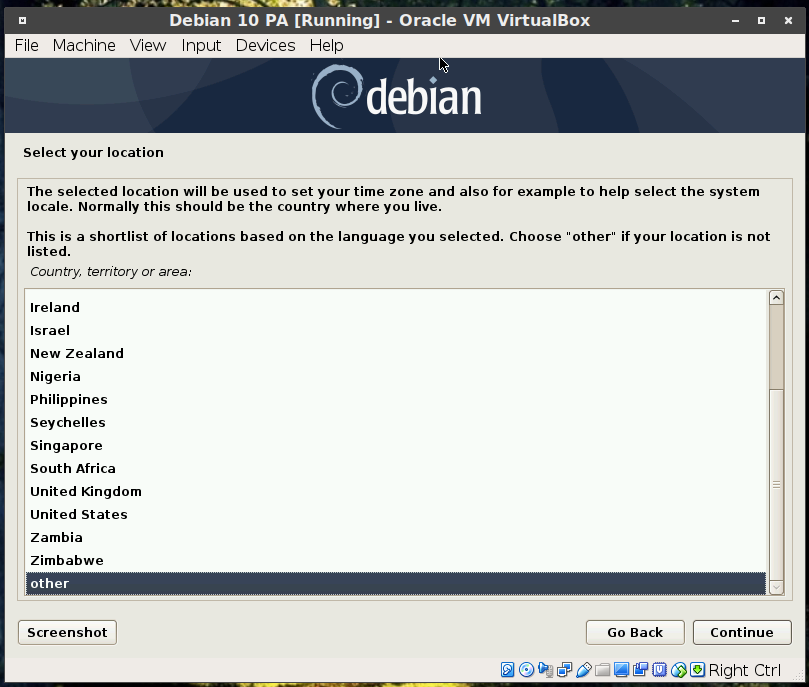 Debian 10 PA [Running] - Oracle VM VirtualBox
File Machine View Input Devices Help
debian
Select your location
The selected location will be used to set your time zone and also for example to help select the system
locale. Normally this should be the country where you live.
This is a shortlist of locations based on the language you selected. Choose "other" if your location is not
listed.
Country, territory or area:
Ireland
Israel
New Zealand
Nigeria
Philippines
Seychelles
Singapore
South Africa
United Kingdom
United States
Zambia
Zimbabwe
other
Screenshot
Go Back
Continue
Right Ctrl